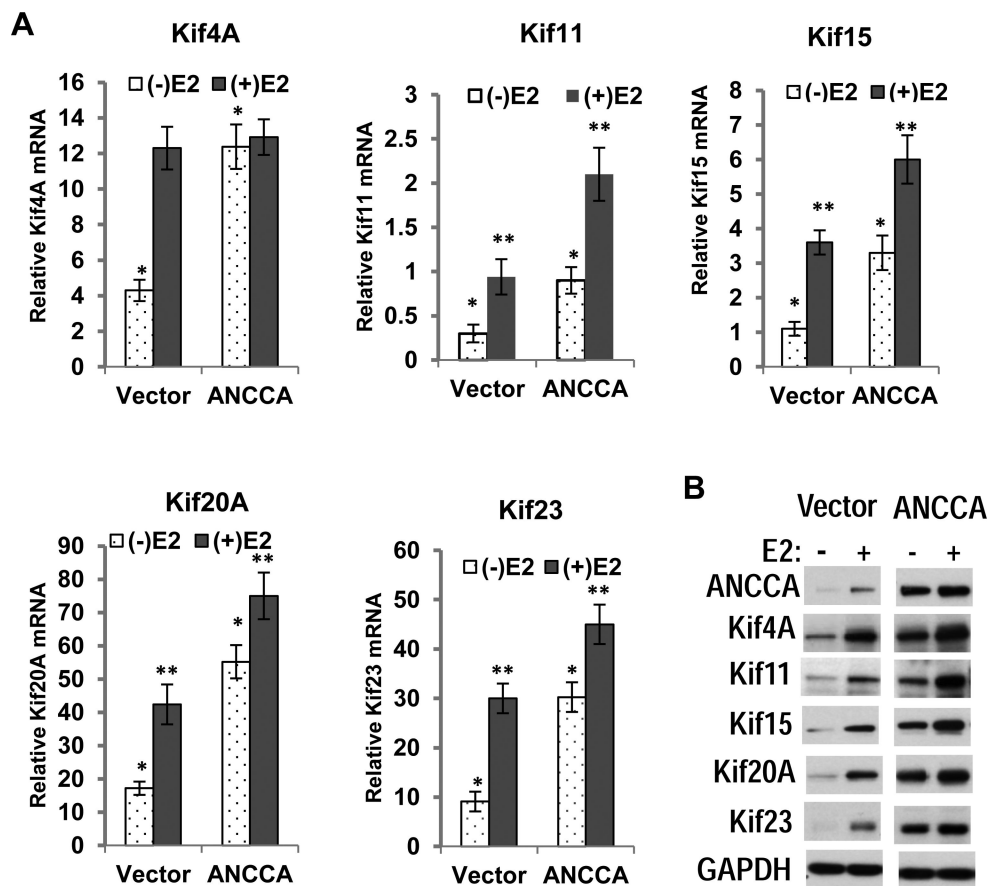 A
Kif4A
(-)E2 (+)E2
Relative Kif4A mRNA
16
14
12
10
8
6
4
2
0
*
*
Vector ANCCA
Kif11
(-)E2 (+)E2
Relative Kif11 mRNA
3
2.5
2
1.5
1
0.5
0
*
**
*
**
Vector ANCCA
Kif15
(-)E2 (+)E2
Relative Kif15 mRNA
8
7
6
5
4
3
2
1
0
*
**
*
**
Vector ANCCA
Kif20A
(-)E2 (+)E2
Relative Kif20A mRNA
90
80
70
60
50
40
30
20
10
0
*
**
*
**
Vector ANCCA
Kif23
(-)E2 (+)E2
Relative Kif23 mRNA
60
50
40
30
20
10
0
*
**
*
**
Vector ANCCA
B
Vector ANCCA
E2: - + - +
ANCCA
Kif4A
Kif11
Kif15
Kif20A
Kif23
GAPDH